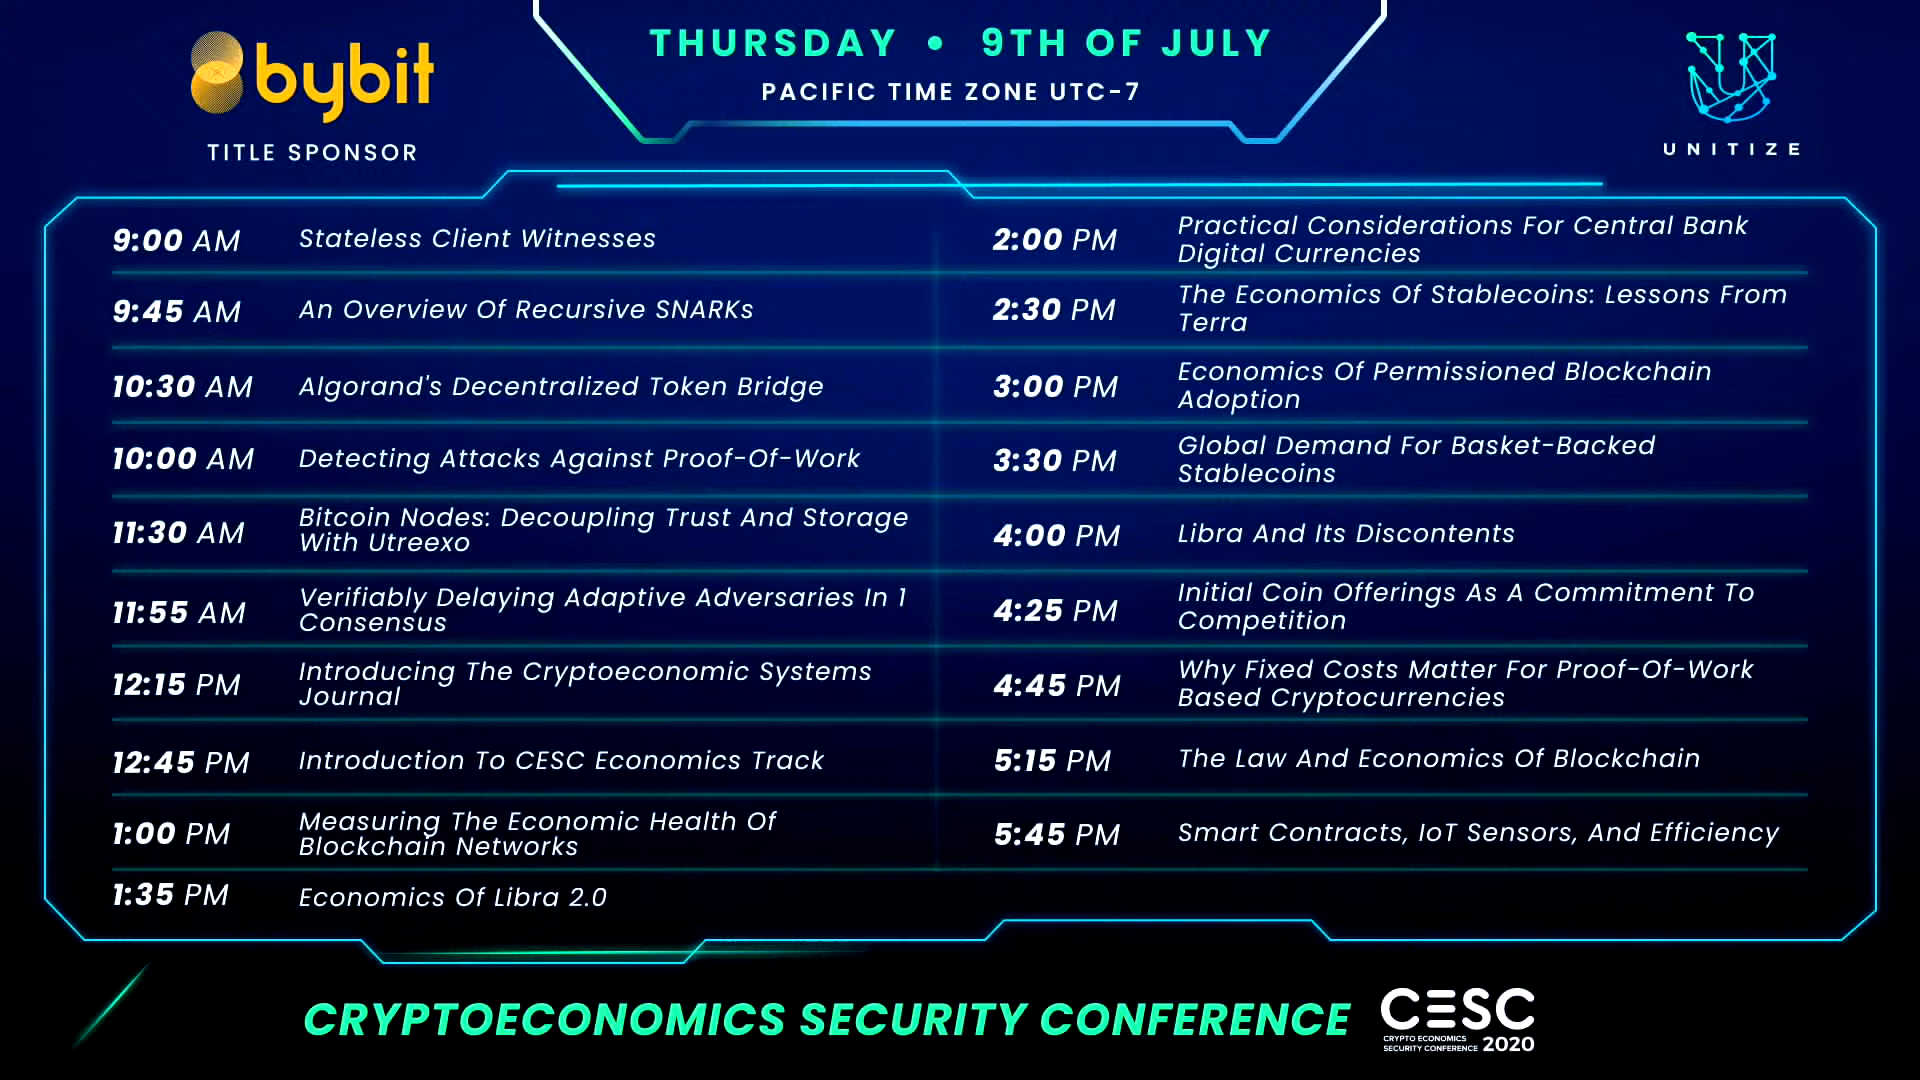 THURSDAY • 9TH OF JULY
PACIFIC TIME ZONE UTC-7
bybit
TITLE SPONSOR
UNITIZE
9:00 AM Stateless Client Witnesses
9:45 AM An Overview Of Recursive SNARKs
10:30 AM Algorand's Decentralized Token Bridge
10:00 AM Detecting Attacks Against Proof-Of-Work
11:30 AM Bitcoin Nodes: Decoupling Trust And Storage
With Utreexo
11:55 AM Verifiably Delaying Adaptive Adversaries In 1
Consensus
12:15 PM Introducing The Cryptoeconomic Systems
Journal
12:45 PM Introduction To CESC Economics Track
1:00 PM Measuring The Economic Health Of
Blockchain Networks
1:35 PM Economics Of Libra 2.0
2:00 PM Practical Considerations For Central Bank
Digital Currencies
2:30 PM The Economics Of Stablecoins: Lessons From
Terra
3:00 PM Economics Of Permissioned Blockchain
Adoption
3:30 PM Global Demand For Basket-Backed
Stablecoins
4:00 PM Libra And Its Discontents
4:25 PM Initial Coin Offerings As A Commitment To
Competition
4:45 PM Why Fixed Costs Matter For Proof-Of-Work
Based Cryptocurrencies
5:15 PM The Law And Economics Of Blockchain
5:45 PM Smart Contracts, IoT Sensors, And Efficiency
CRYPTOECONOMICS SECURITY CONFERENCE
CESC
CRYPTO ECONOMICS
SECURITY CONFERENCE 2020